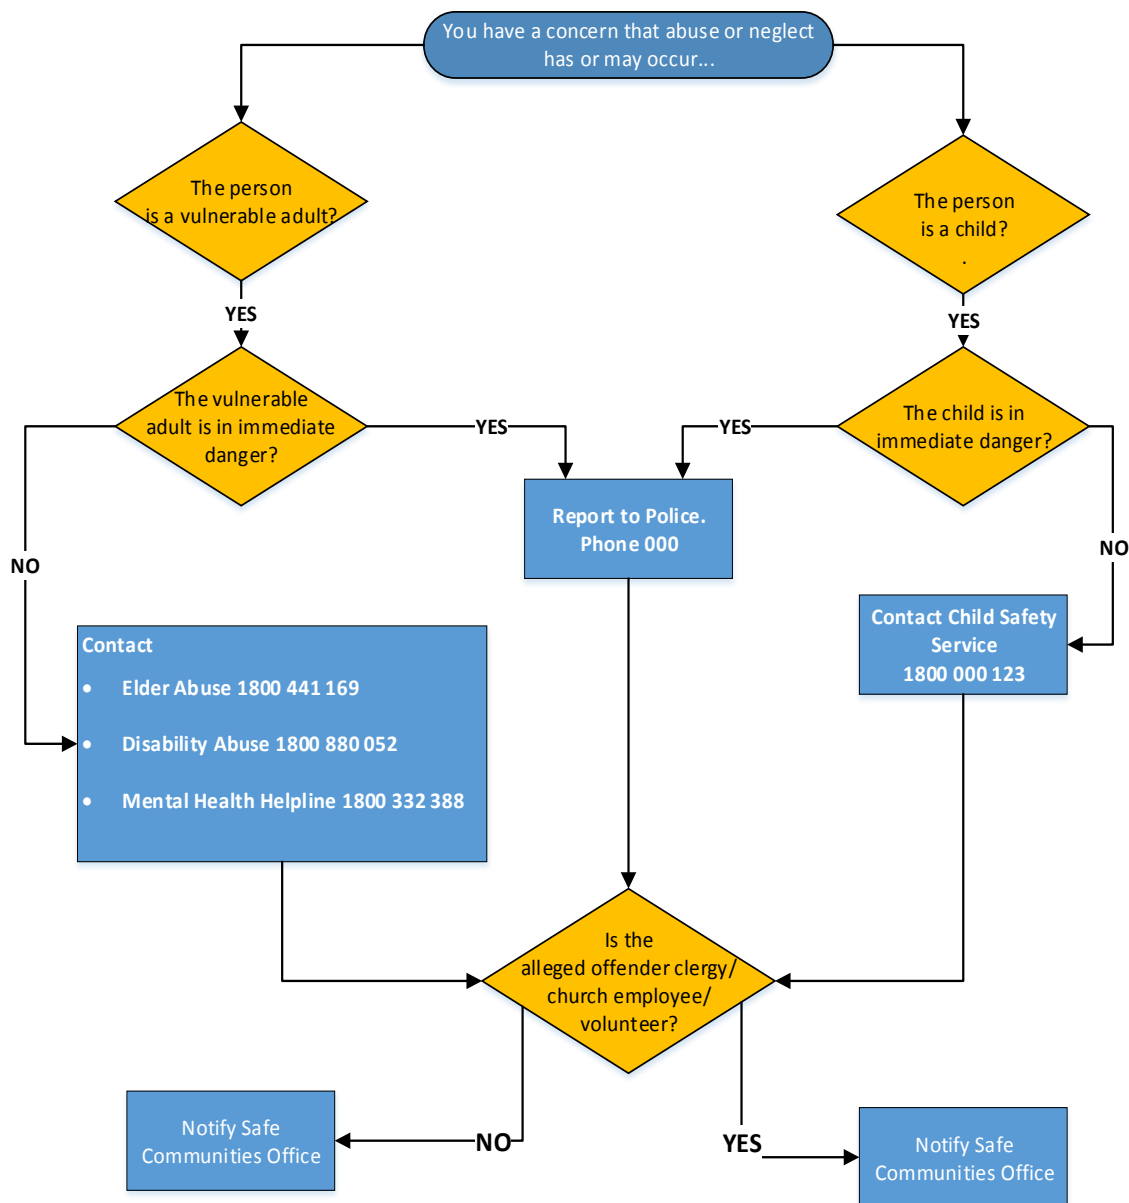 You have a concern that abuse or neglect
has or may occur...
The person
is a vulnerable adult?
The person
is a child?
.
YES
YES
The vulnerable
adult is in immediate
danger?
YES
YES
The child is in
immediate danger?
Report to Police.
Phone 000
NO
NO
Contact Child Safety
Service
1800 000 123
Contact
• Elder Abuse 1800 441 169
• Disability Abuse 1800 880 052
• Mental Health Helpline 1800 332 388
Is the
alleged offender clergy/
church employee/
volunteer?
Notify Safe
Communities Office
NO
YES
Notify Safe
Communities Office